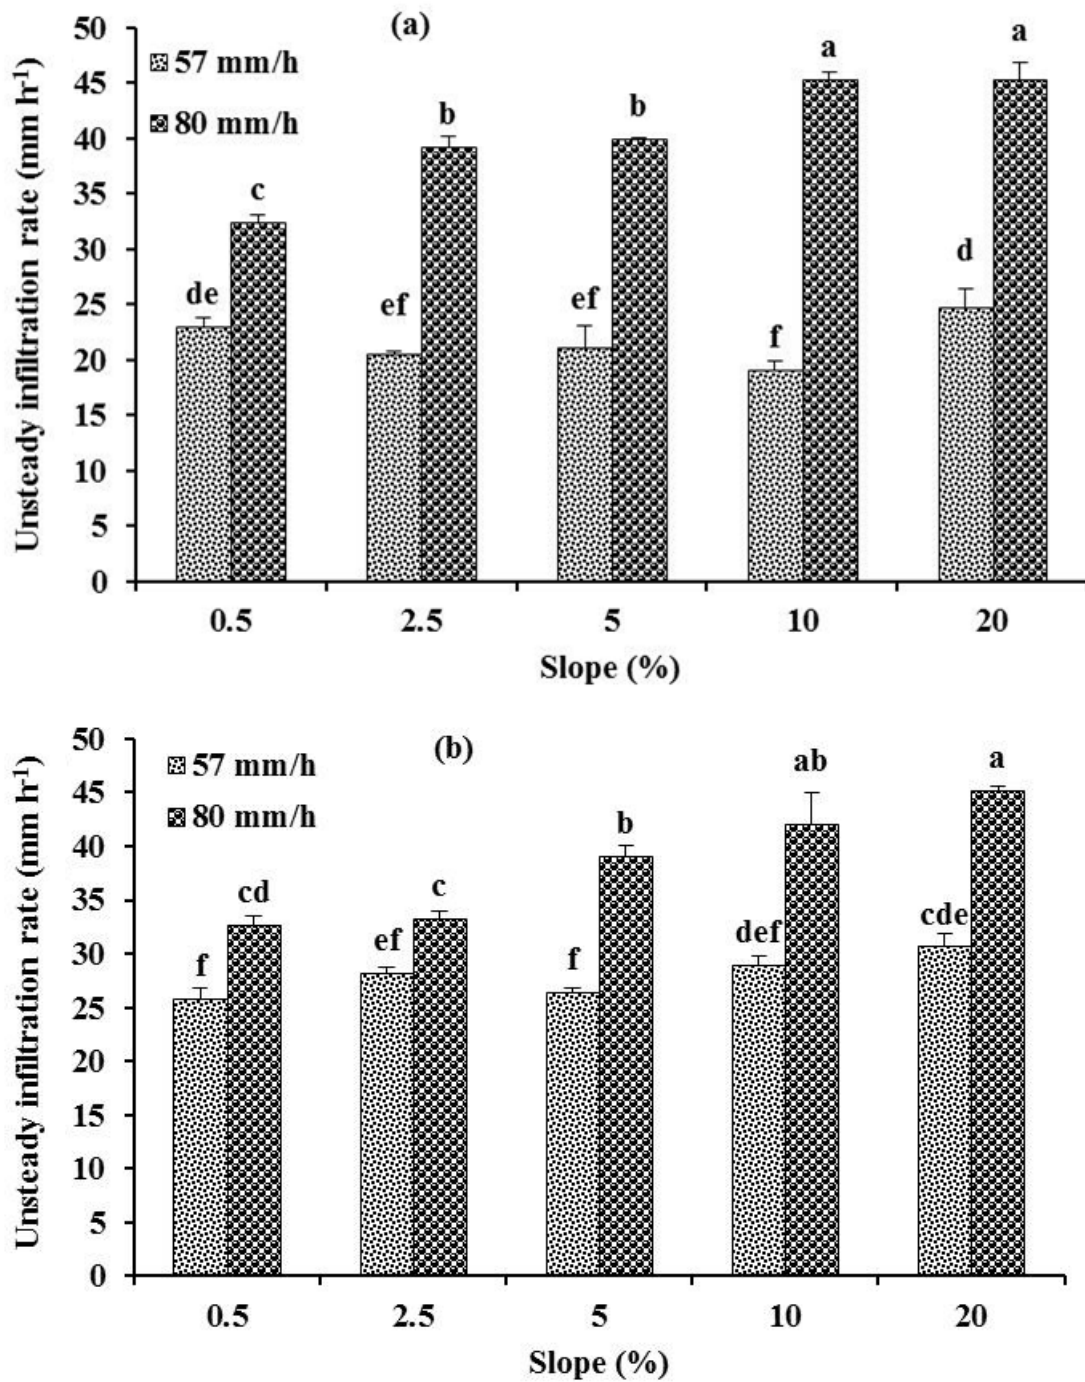 (a)
Unsteady infiltration rate (mm h-1)
50
45
40
35
30
25
20
15
10
5
0
57 mm/h
80 mm/h
de
c
ef
b
ef
b
f
a
d
a
0.5 2.5 5 10 20
Slope (%)
(b)
Unsteady infiltration rate (mm h-1)
50
45
40
35
30
25
20
15
10
5
0
57 mm/h
80 mm/h
f
cd
ef
c
f
b
def
ab
cde
a
0.5 2.5 5 10 20
Slope (%)